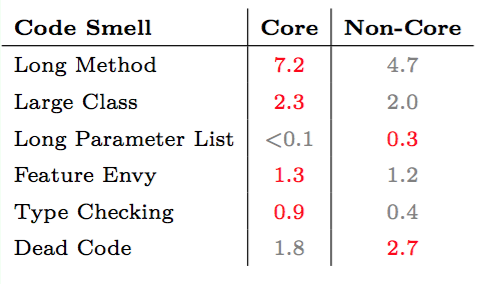 Code Smell Core Non-Core
Long Method 7.2 4.7
Large Class 2.3 2.0
Long Parameter List <0.1 0.3
Feature Envy 1.3 1.2
Type Checking 0.9 0.4
Dead Code 1.8 2.7